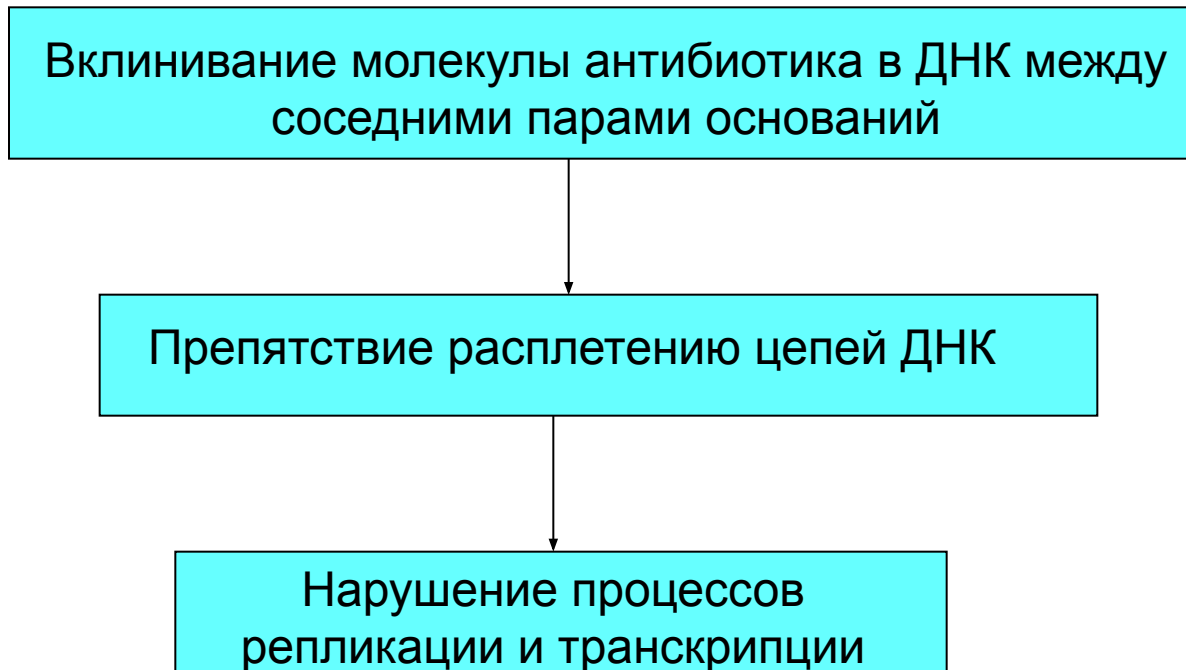 Вклинивание молекулы антибиотика в ДНК между
соседними парами оснований
Препятствие расплетению цепей ДНК
Нарушение процессов
репликации и транскрипции